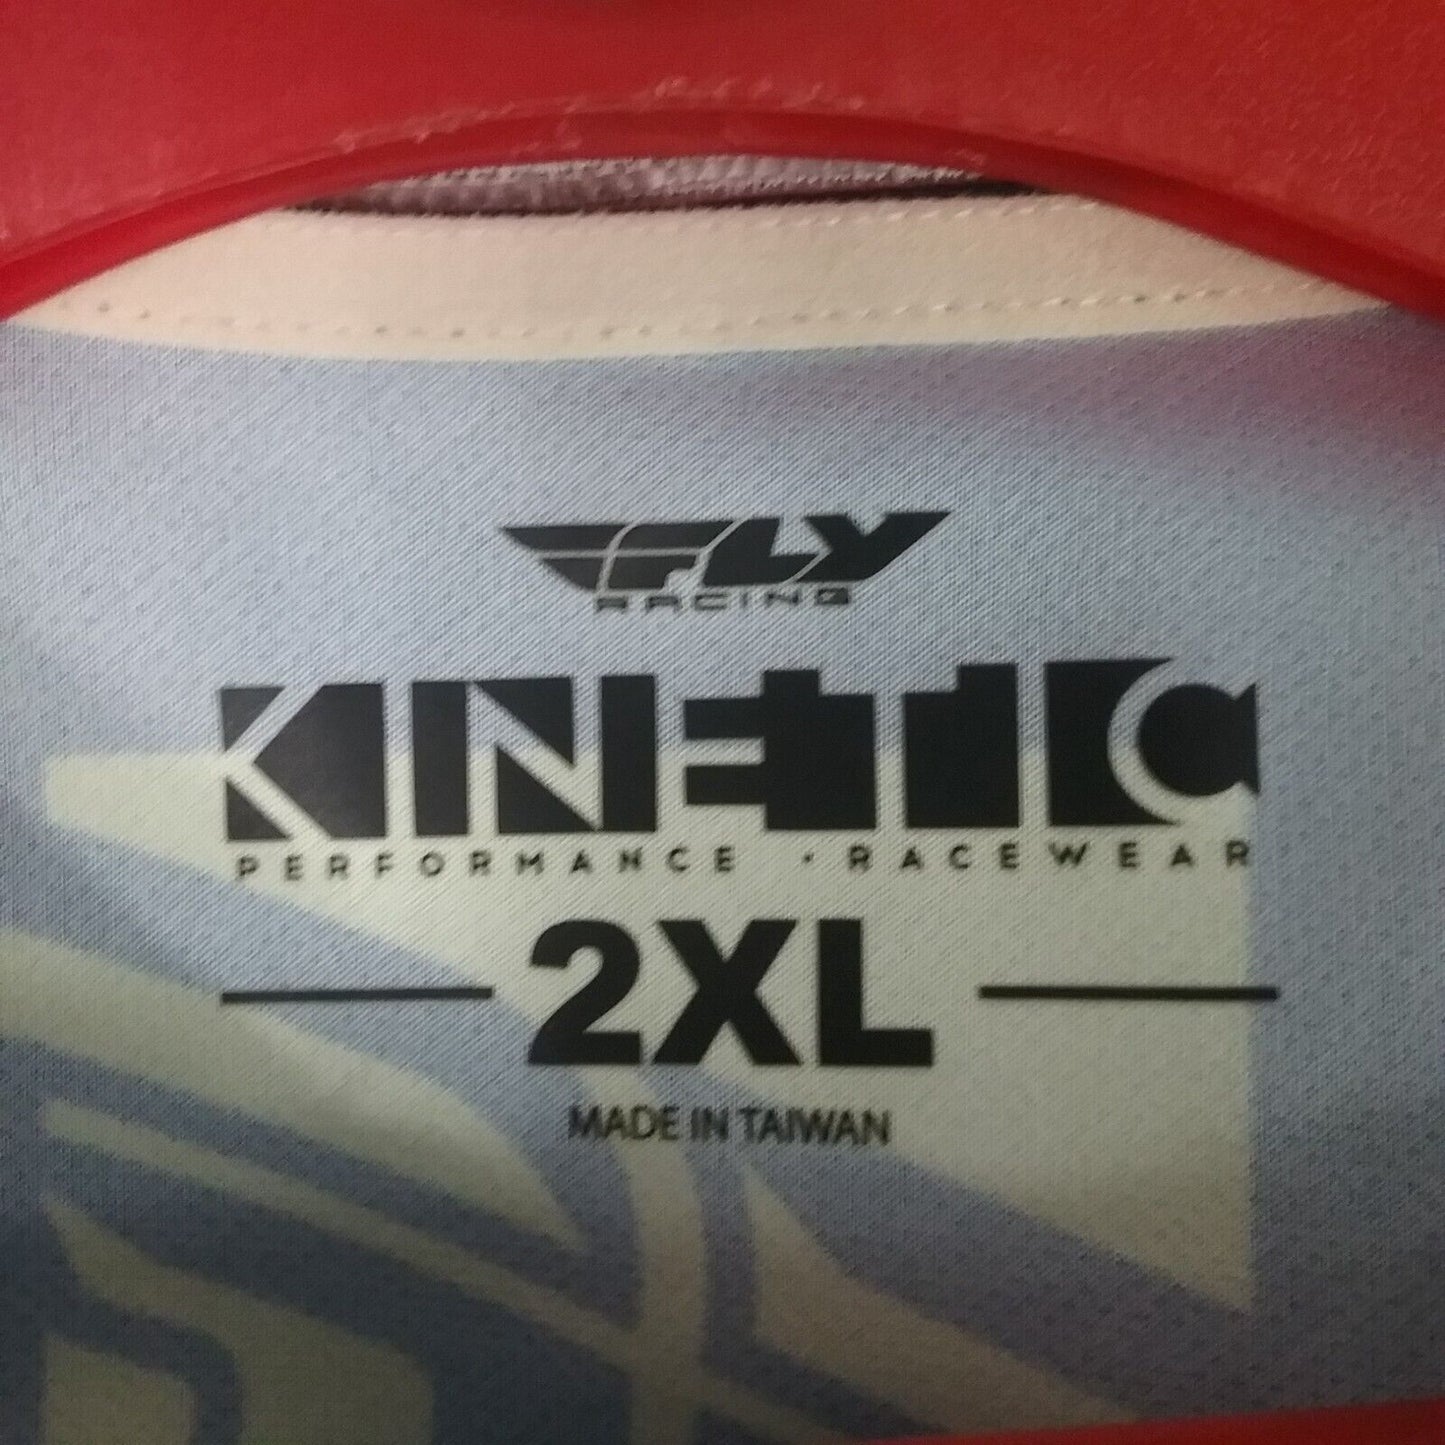 FLY
RACING
KINETIC
PERFORMANCE · RACEWEAR
2XL
MADE IN TAIWAN